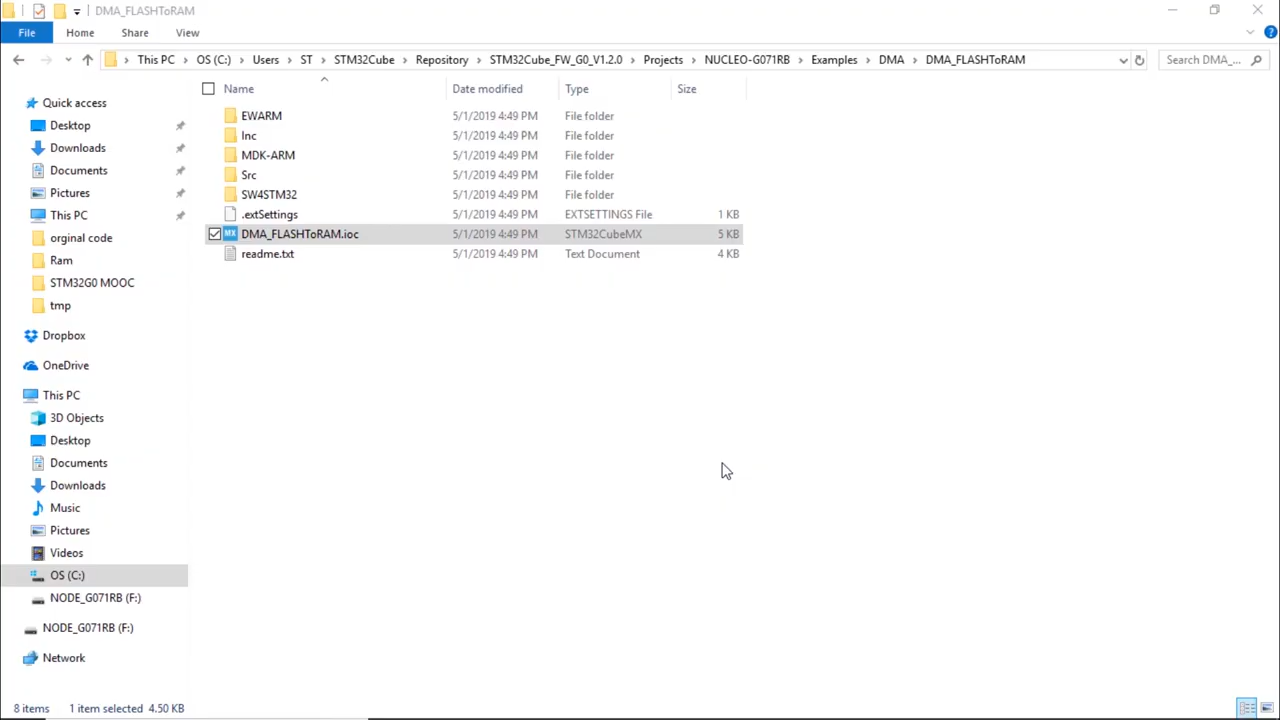 DMA_FLASHToRAM
File Home Share View
This PC OS (C:) Users ST STM32Cube Repository STM32Cube_FW_G0_V1.2.0 Projects NUCLEO-G071RB Examples DMA DMA_FLASHToRAM Search DMA_...
Name Date modified Type Size
Quick access
Desktop
Downloads
Documents
Pictures
This PC
orginal code
Ram
STM32G0 MOOC
tmp
Dropbox
OneDrive
This PC
3D Objects
Desktop
Documents
Downloads
Music
Pictures
Videos
OS (C:)
NODE_G071RB (F:)
NODE_G071RB (F:)
Network
EWARM 5/1/2019 4:49 PM File folder
Inc 5/1/2019 4:49 PM File folder
MDK-ARM 5/1/2019 4:49 PM File folder
Src 5/1/2019 4:49 PM File folder
SW4STM32 5/1/2019 4:49 PM File folder
.extSettings 5/1/2019 4:49 PM EXTSETTINGS File 1 KB
MX DMA_FLASHToRAM.ioc 5/1/2019 4:49 PM STM32CubeMX 5 KB
readme.txt 5/1/2019 4:49 PM Text Document 4 KB
8 items 1 item selected 4.50 KB